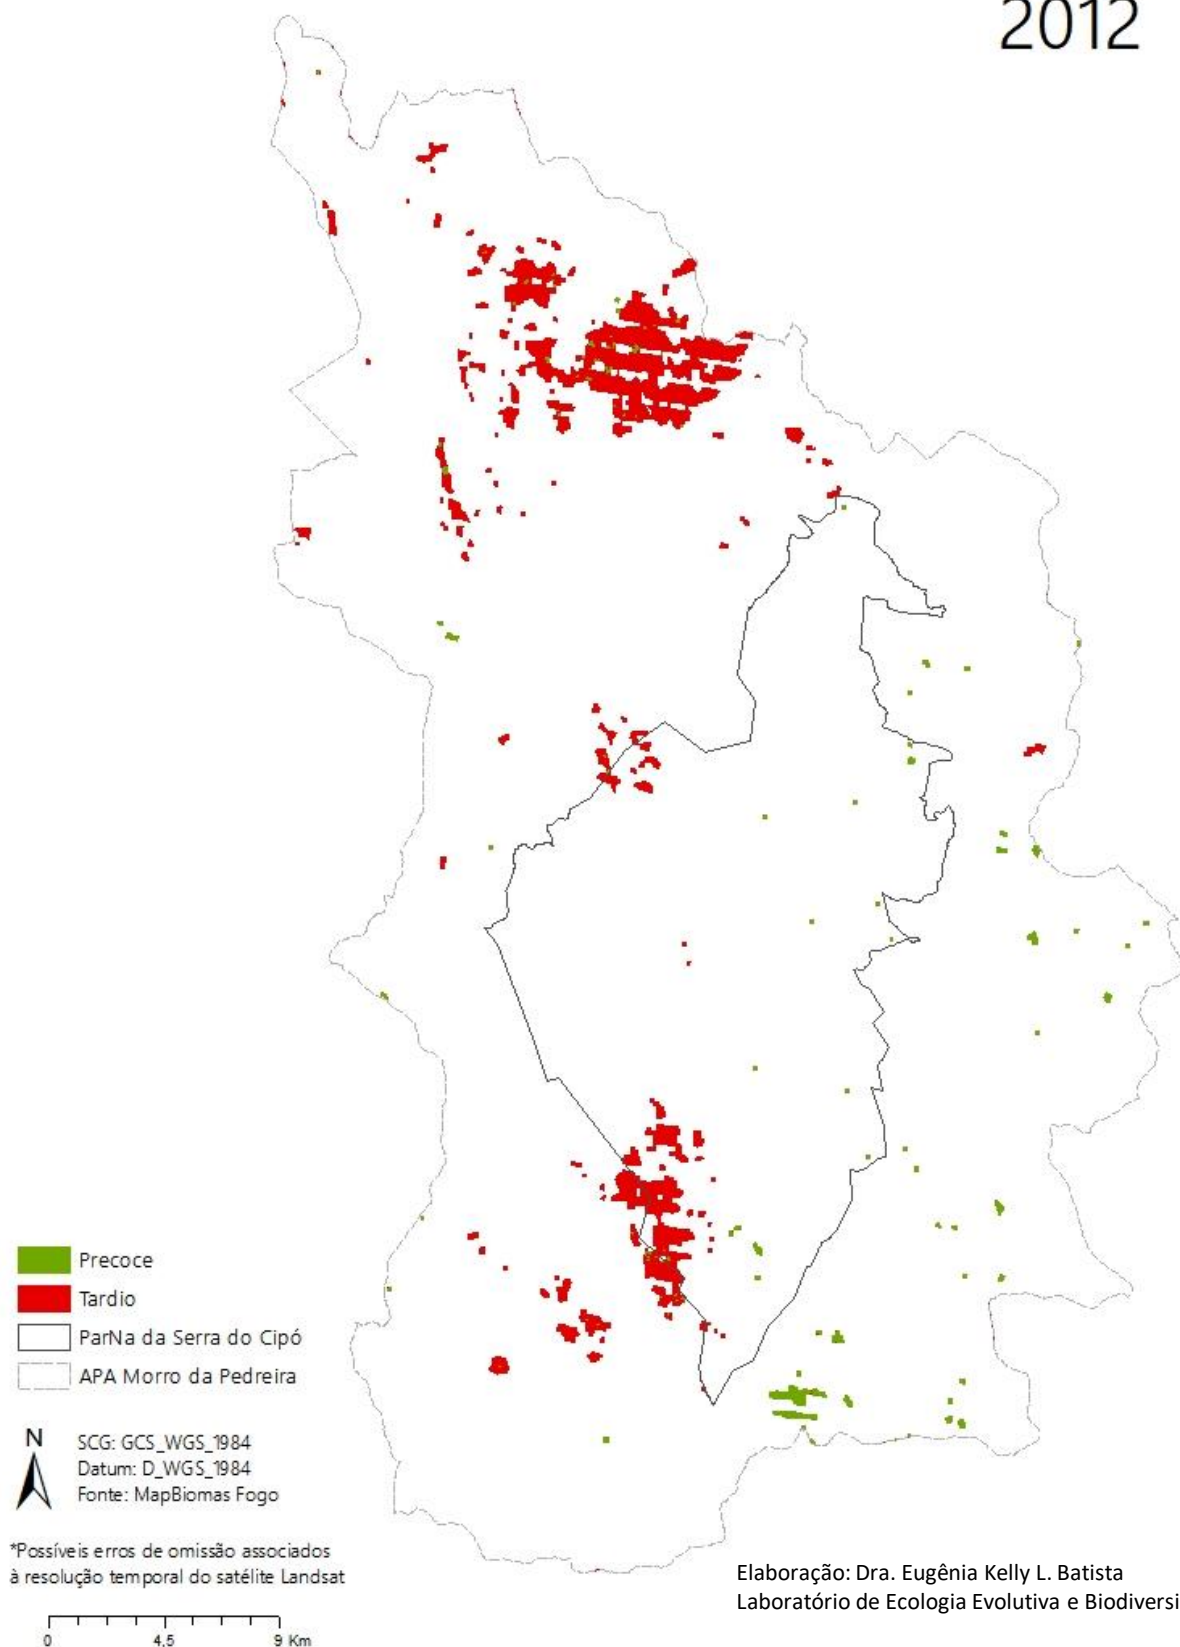 2012
Precoce
Tardio
ParNa da Serra do Cipó
APA Morro da Pedreira
N
SCG: GCS_WGS_1984
Datum: D_WGS_1984
Fonte: MapBiomas Fogo
*Possíveis erros de omissão associados
à resolução temporal do satélite Landsat
0 4,5 9 Km
Elaboração: Dra. Eugênia Kelly L. Batista
Laboratório de Ecologia Evolutiva e Biodiversi